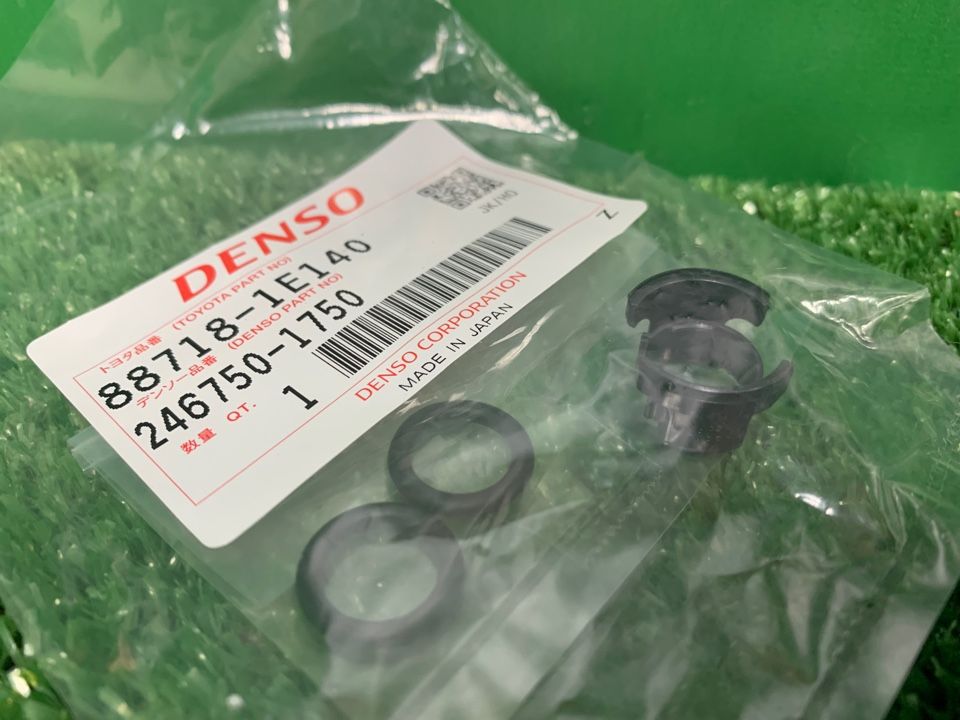 DENSO
JK/MO
トヨタ品番 (TOYOTA PART NO)
88718-1E140
デンソー品番 (DENSO PART NO)
246750-1750
数量 QT. 1
DENSO CORPORATION
MADE IN JAPAN
Z